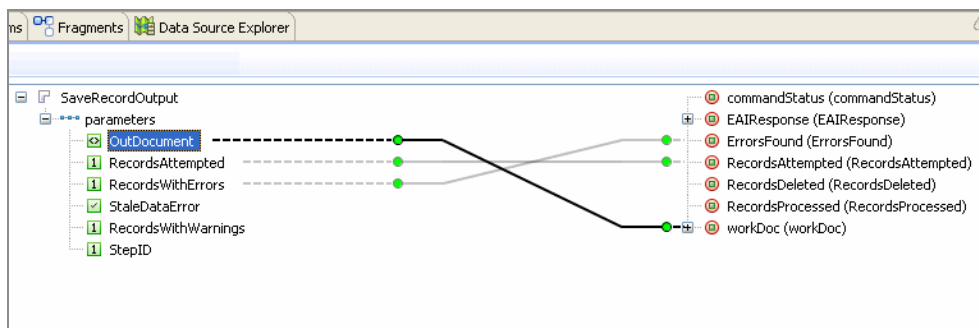 ms Fragments Data Source Explorer
SaveRecordOutput
parameters
OutDocument
RecordsAttempted
RecordsWithErrors
StaleDataError
RecordsWithWarnings
StepID
commandStatus (commandStatus)
EAIResponse (EAIResponse)
ErrorsFound (ErrorsFound)
RecordsAttempted (RecordsAttempted)
RecordsDeleted (RecordsDeleted)
RecordsProcessed (RecordsProcessed)
workDoc (workDoc)